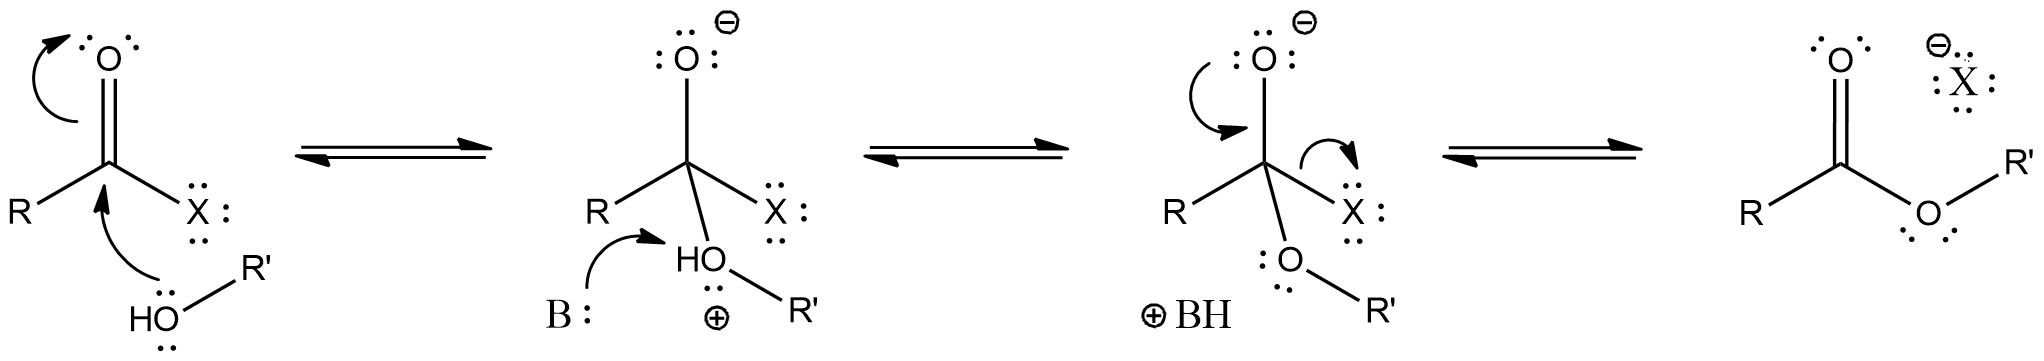 O
R
X
HO
R'
O ⊖
R
X
HO
R'
B :
⊕
O ⊖
R
X
O
R'
⊕ BH
O
R
O
R'
⊖
X